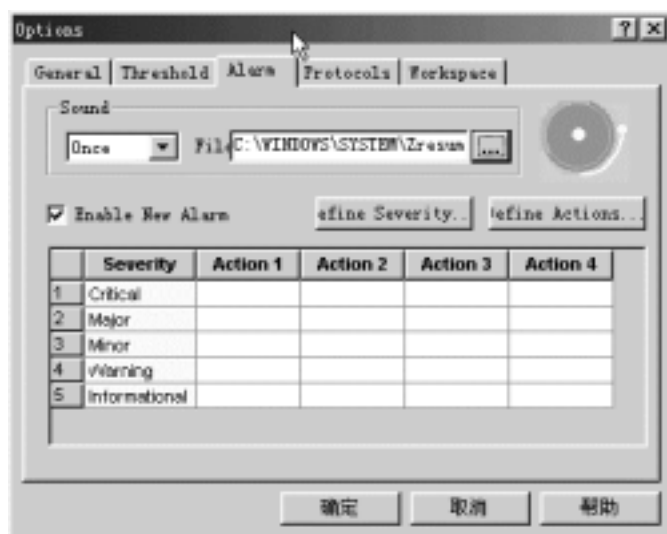 Options
General Threshold Alarm Protocols Workspace
Sound
Once File C:\WINDOWS\SYSTEM\Zresum ...
Enable New Alarm efine Severity.. efine Actions...
Severity Action 1 Action 2 Action 3 Action 4
1 Critical
2 Major
3 Minor
4 Warning
5 Informational
确定 取消 帮助